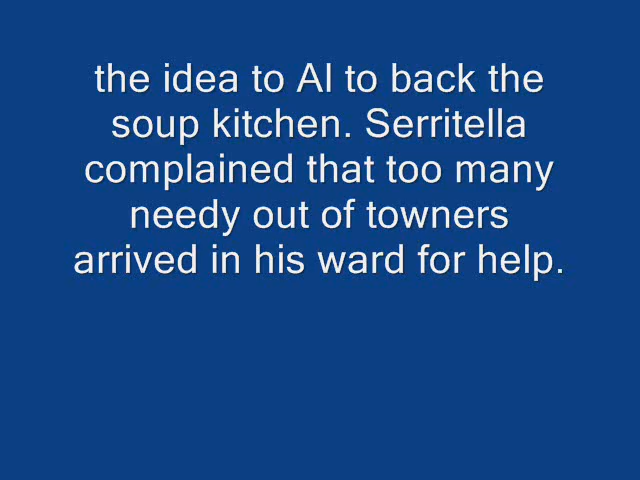 the idea to Al to back the
soup kitchen. Serritella
complained that too many
needy out of towners
arrived in his ward for help.